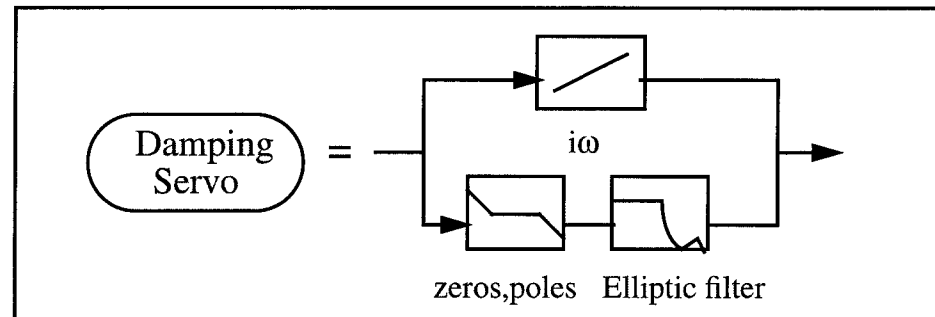 Damping
Servo
=
iω
zeros,poles
Elliptic filter